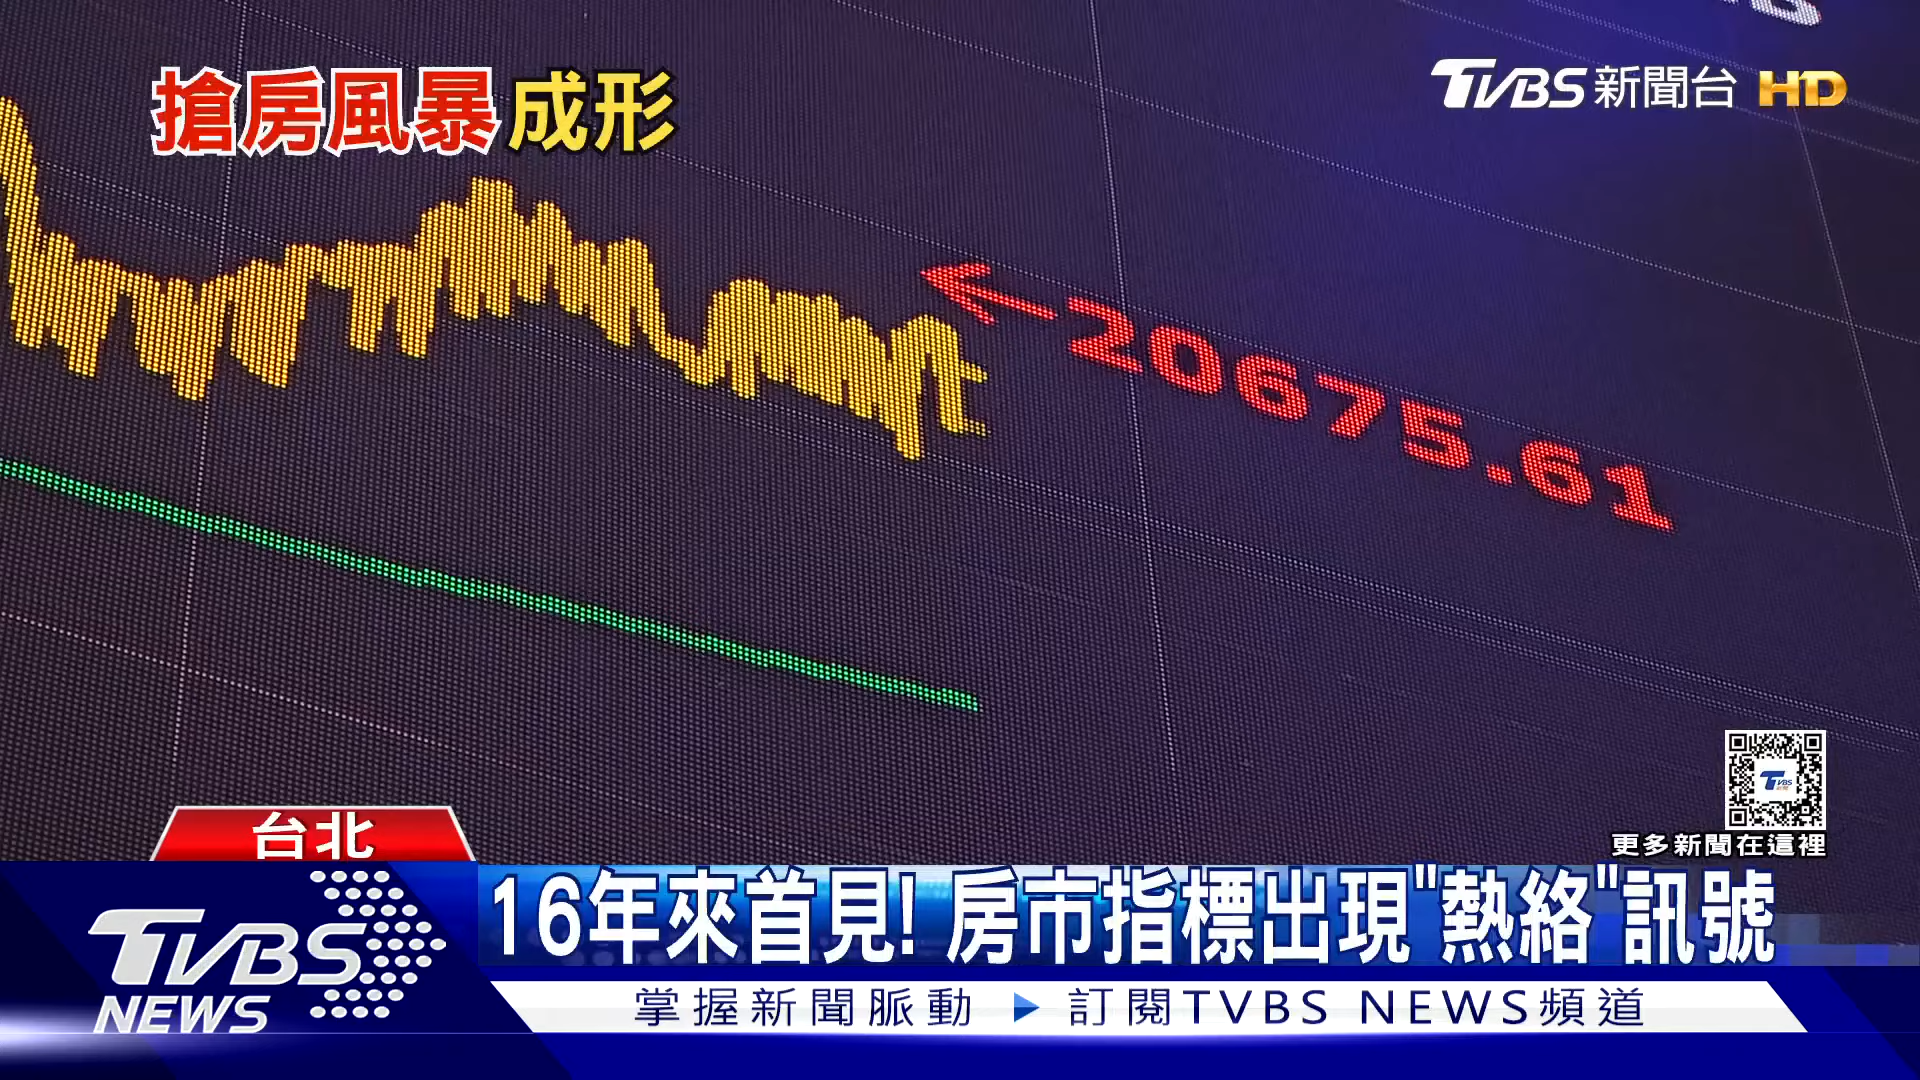 搶房風暴成形
TVBS新聞台 HD
20675.61
TVBS
更多新聞在這裡
台北
16年來首見!房市指標出現"熱絡"訊號
TVBS
NEWS
掌握新聞脈動 ▶ 訂閱TVBS NEWS頻道